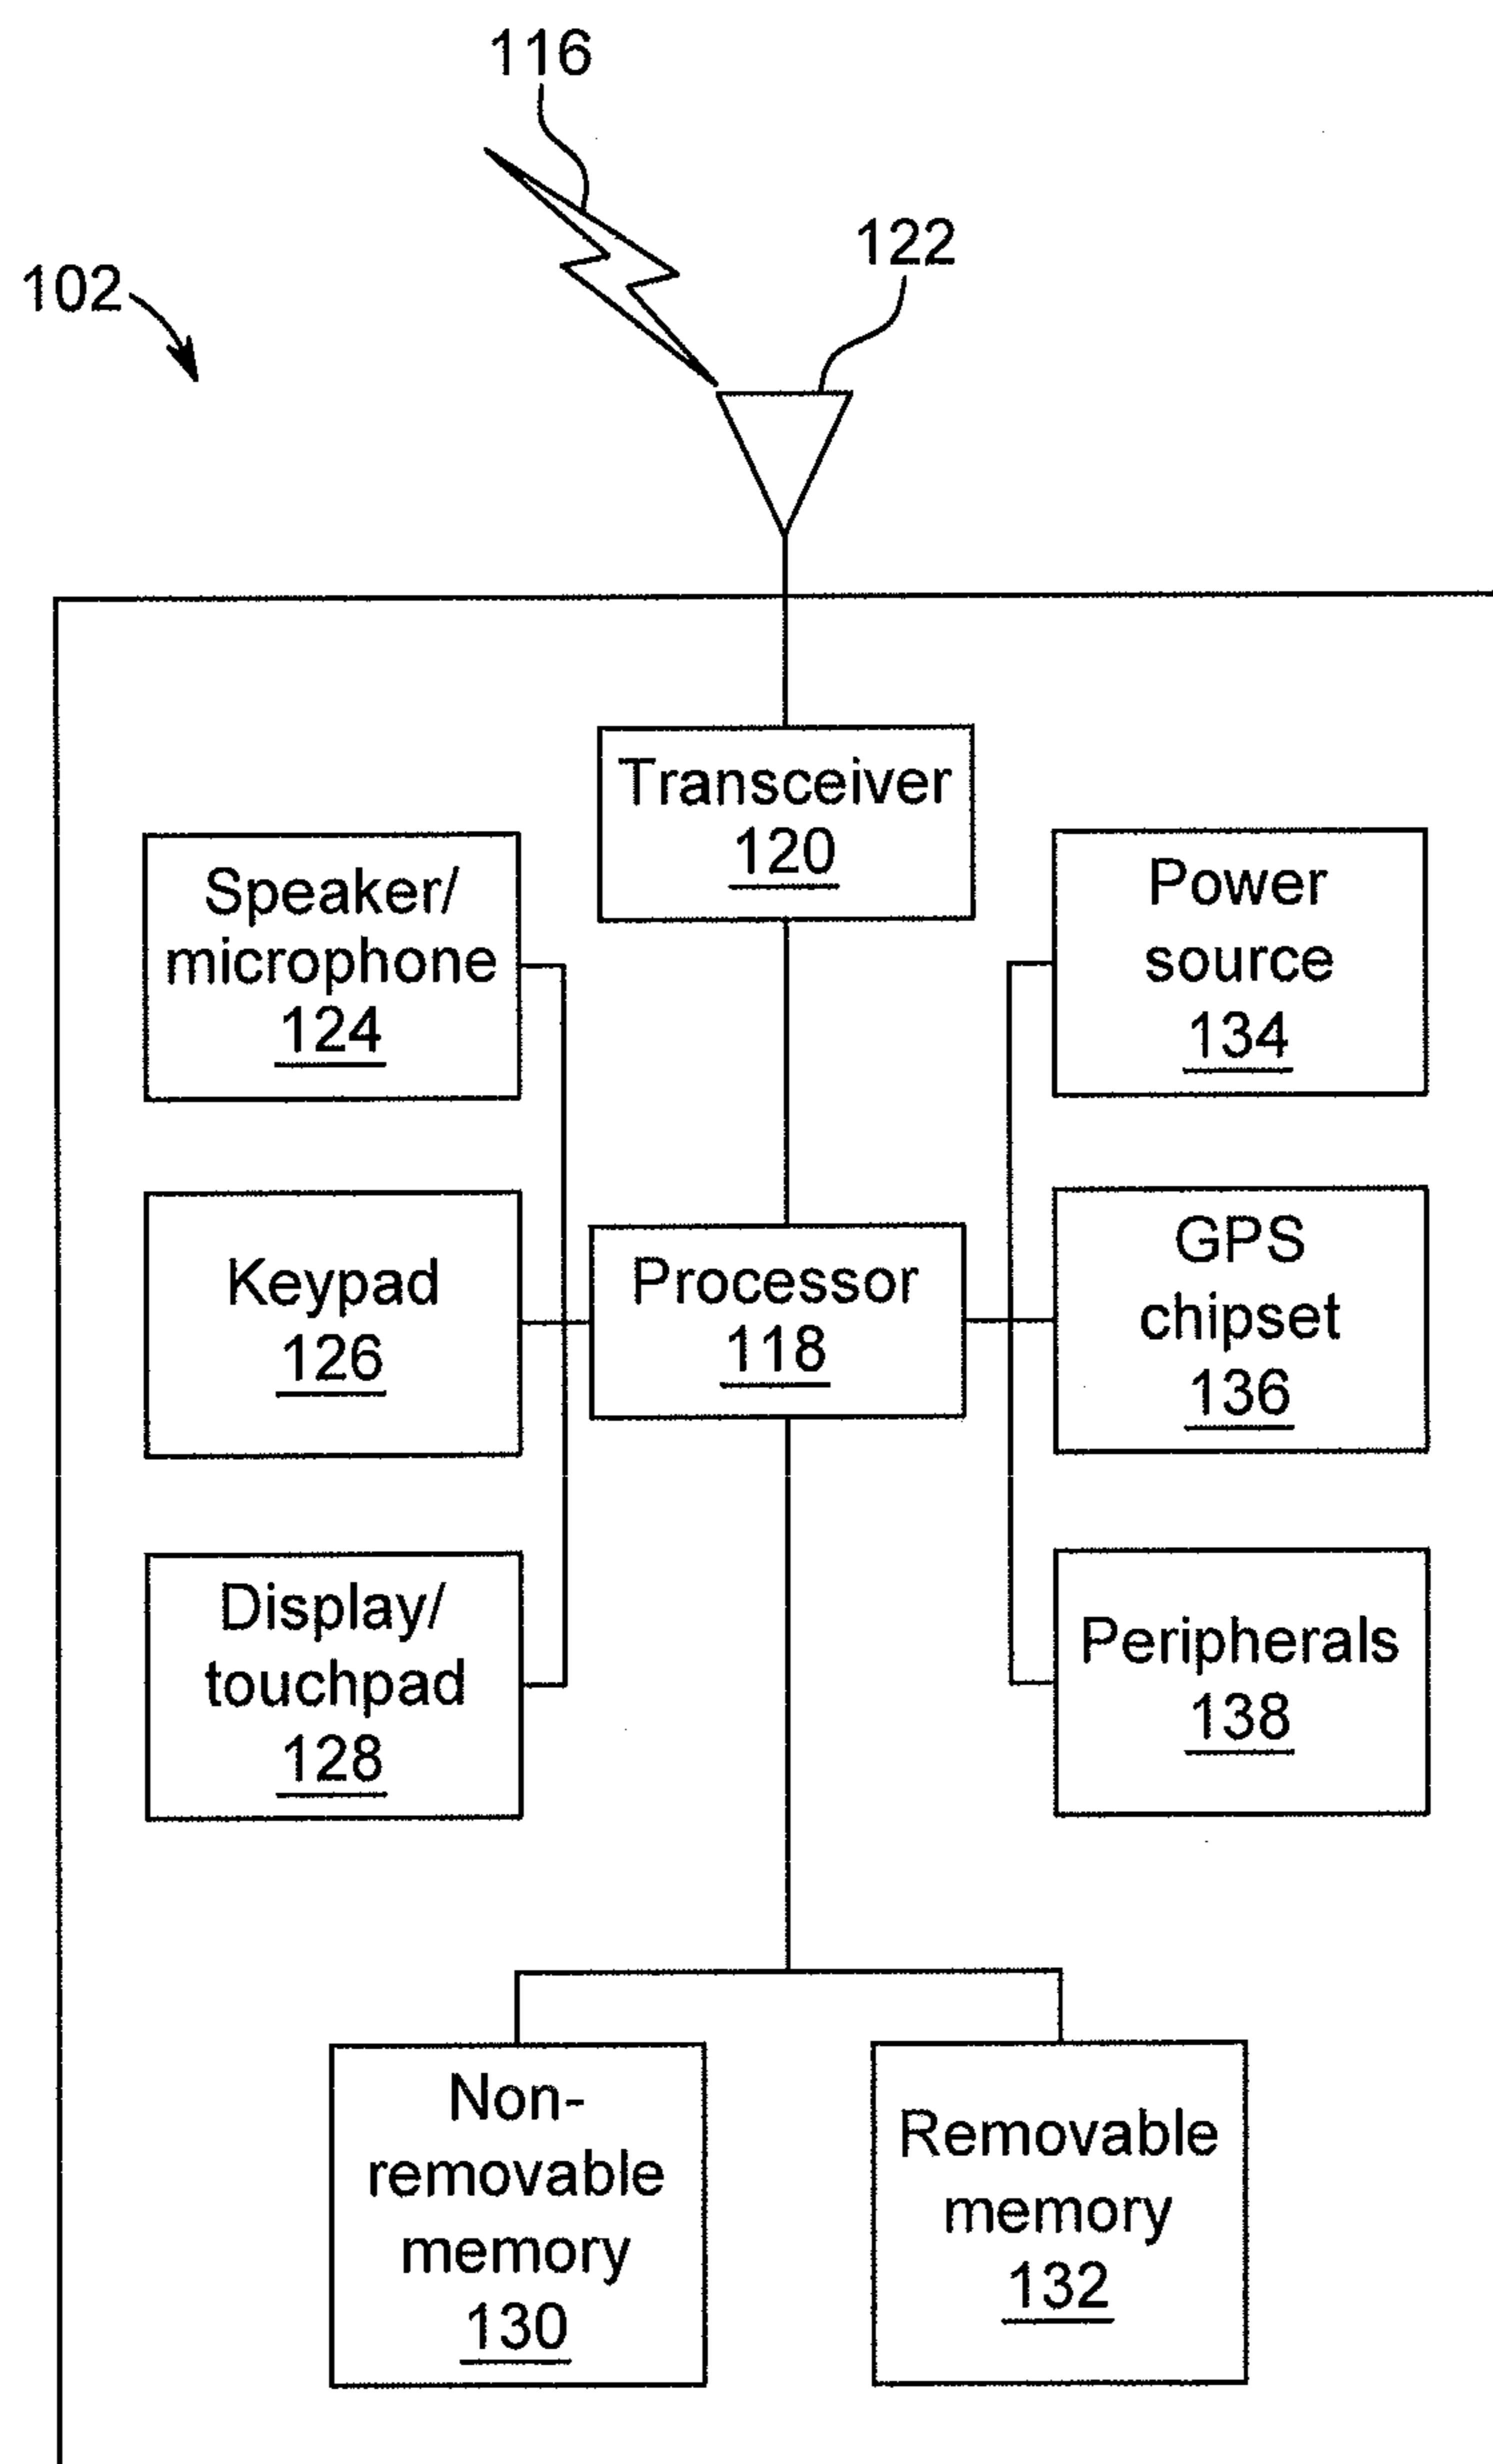 116
122
102
Transceiver
120
Speaker/
microphone
124
Power
source
134
Keypad
126
Processor
118
GPS
chipset
136
Display/
touchpad
128
Peripherals
138
Non-
removable
memory
130
Removable
memory
132